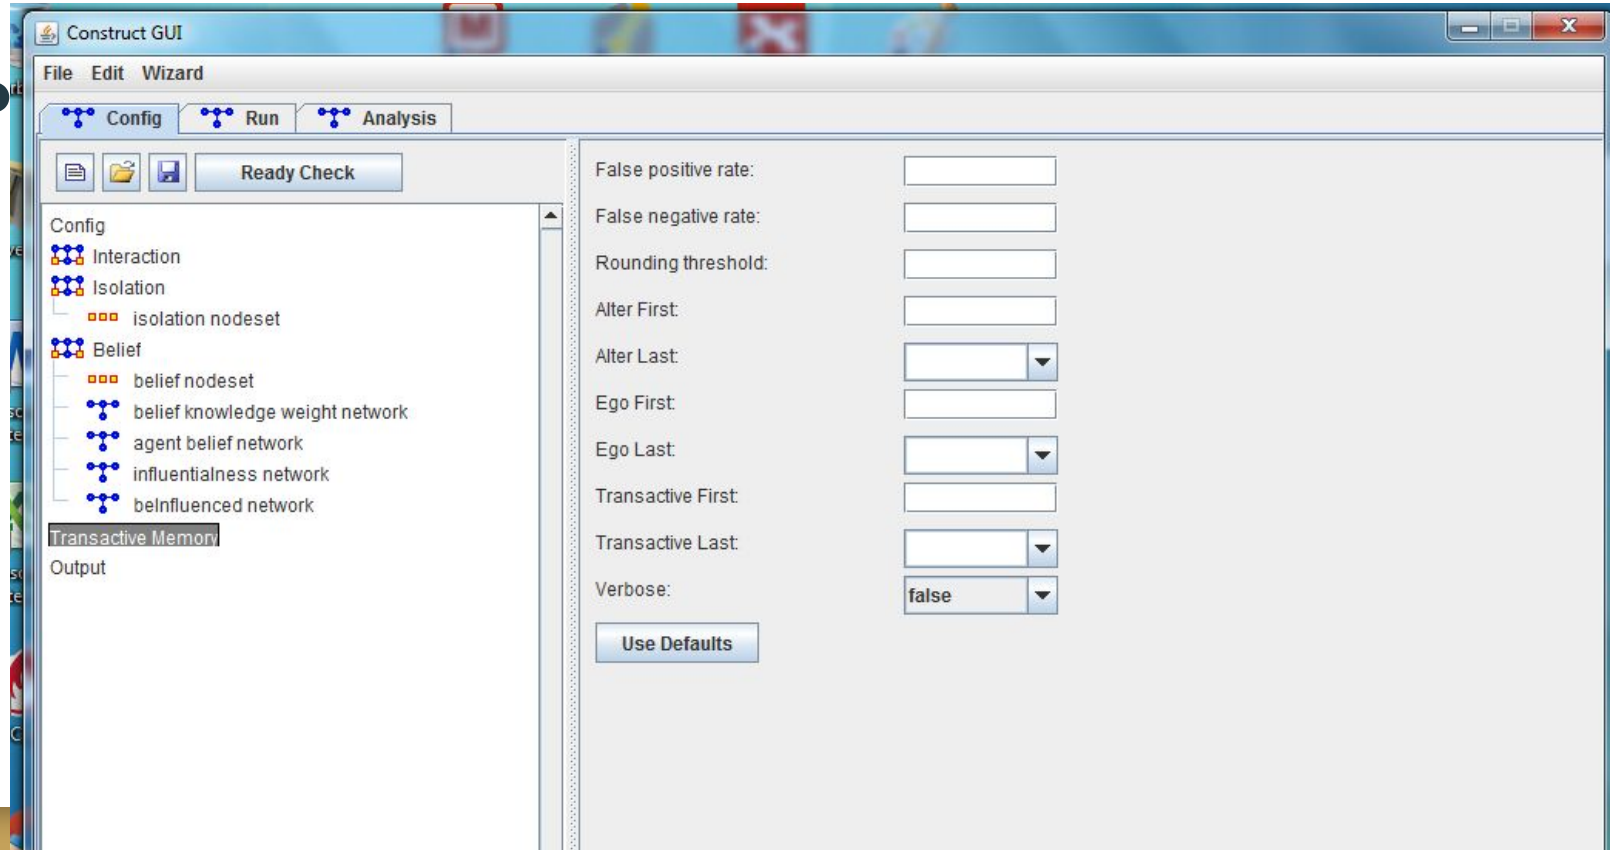 Construct GUI
File Edit Wizard
Config Run Analysis
Ready Check
Config
Interaction
Isolation
isolation nodeset
Belief
belief nodeset
belief knowledge weight network
agent belief network
influentialness network
beInfluenced network
Transactive Memory
Output
False positive rate:
False negative rate:
Rounding threshold:
Alter First:
Alter Last:
Ego First:
Ego Last:
Transactive First:
Transactive Last:
Verbose: false
Use Defaults